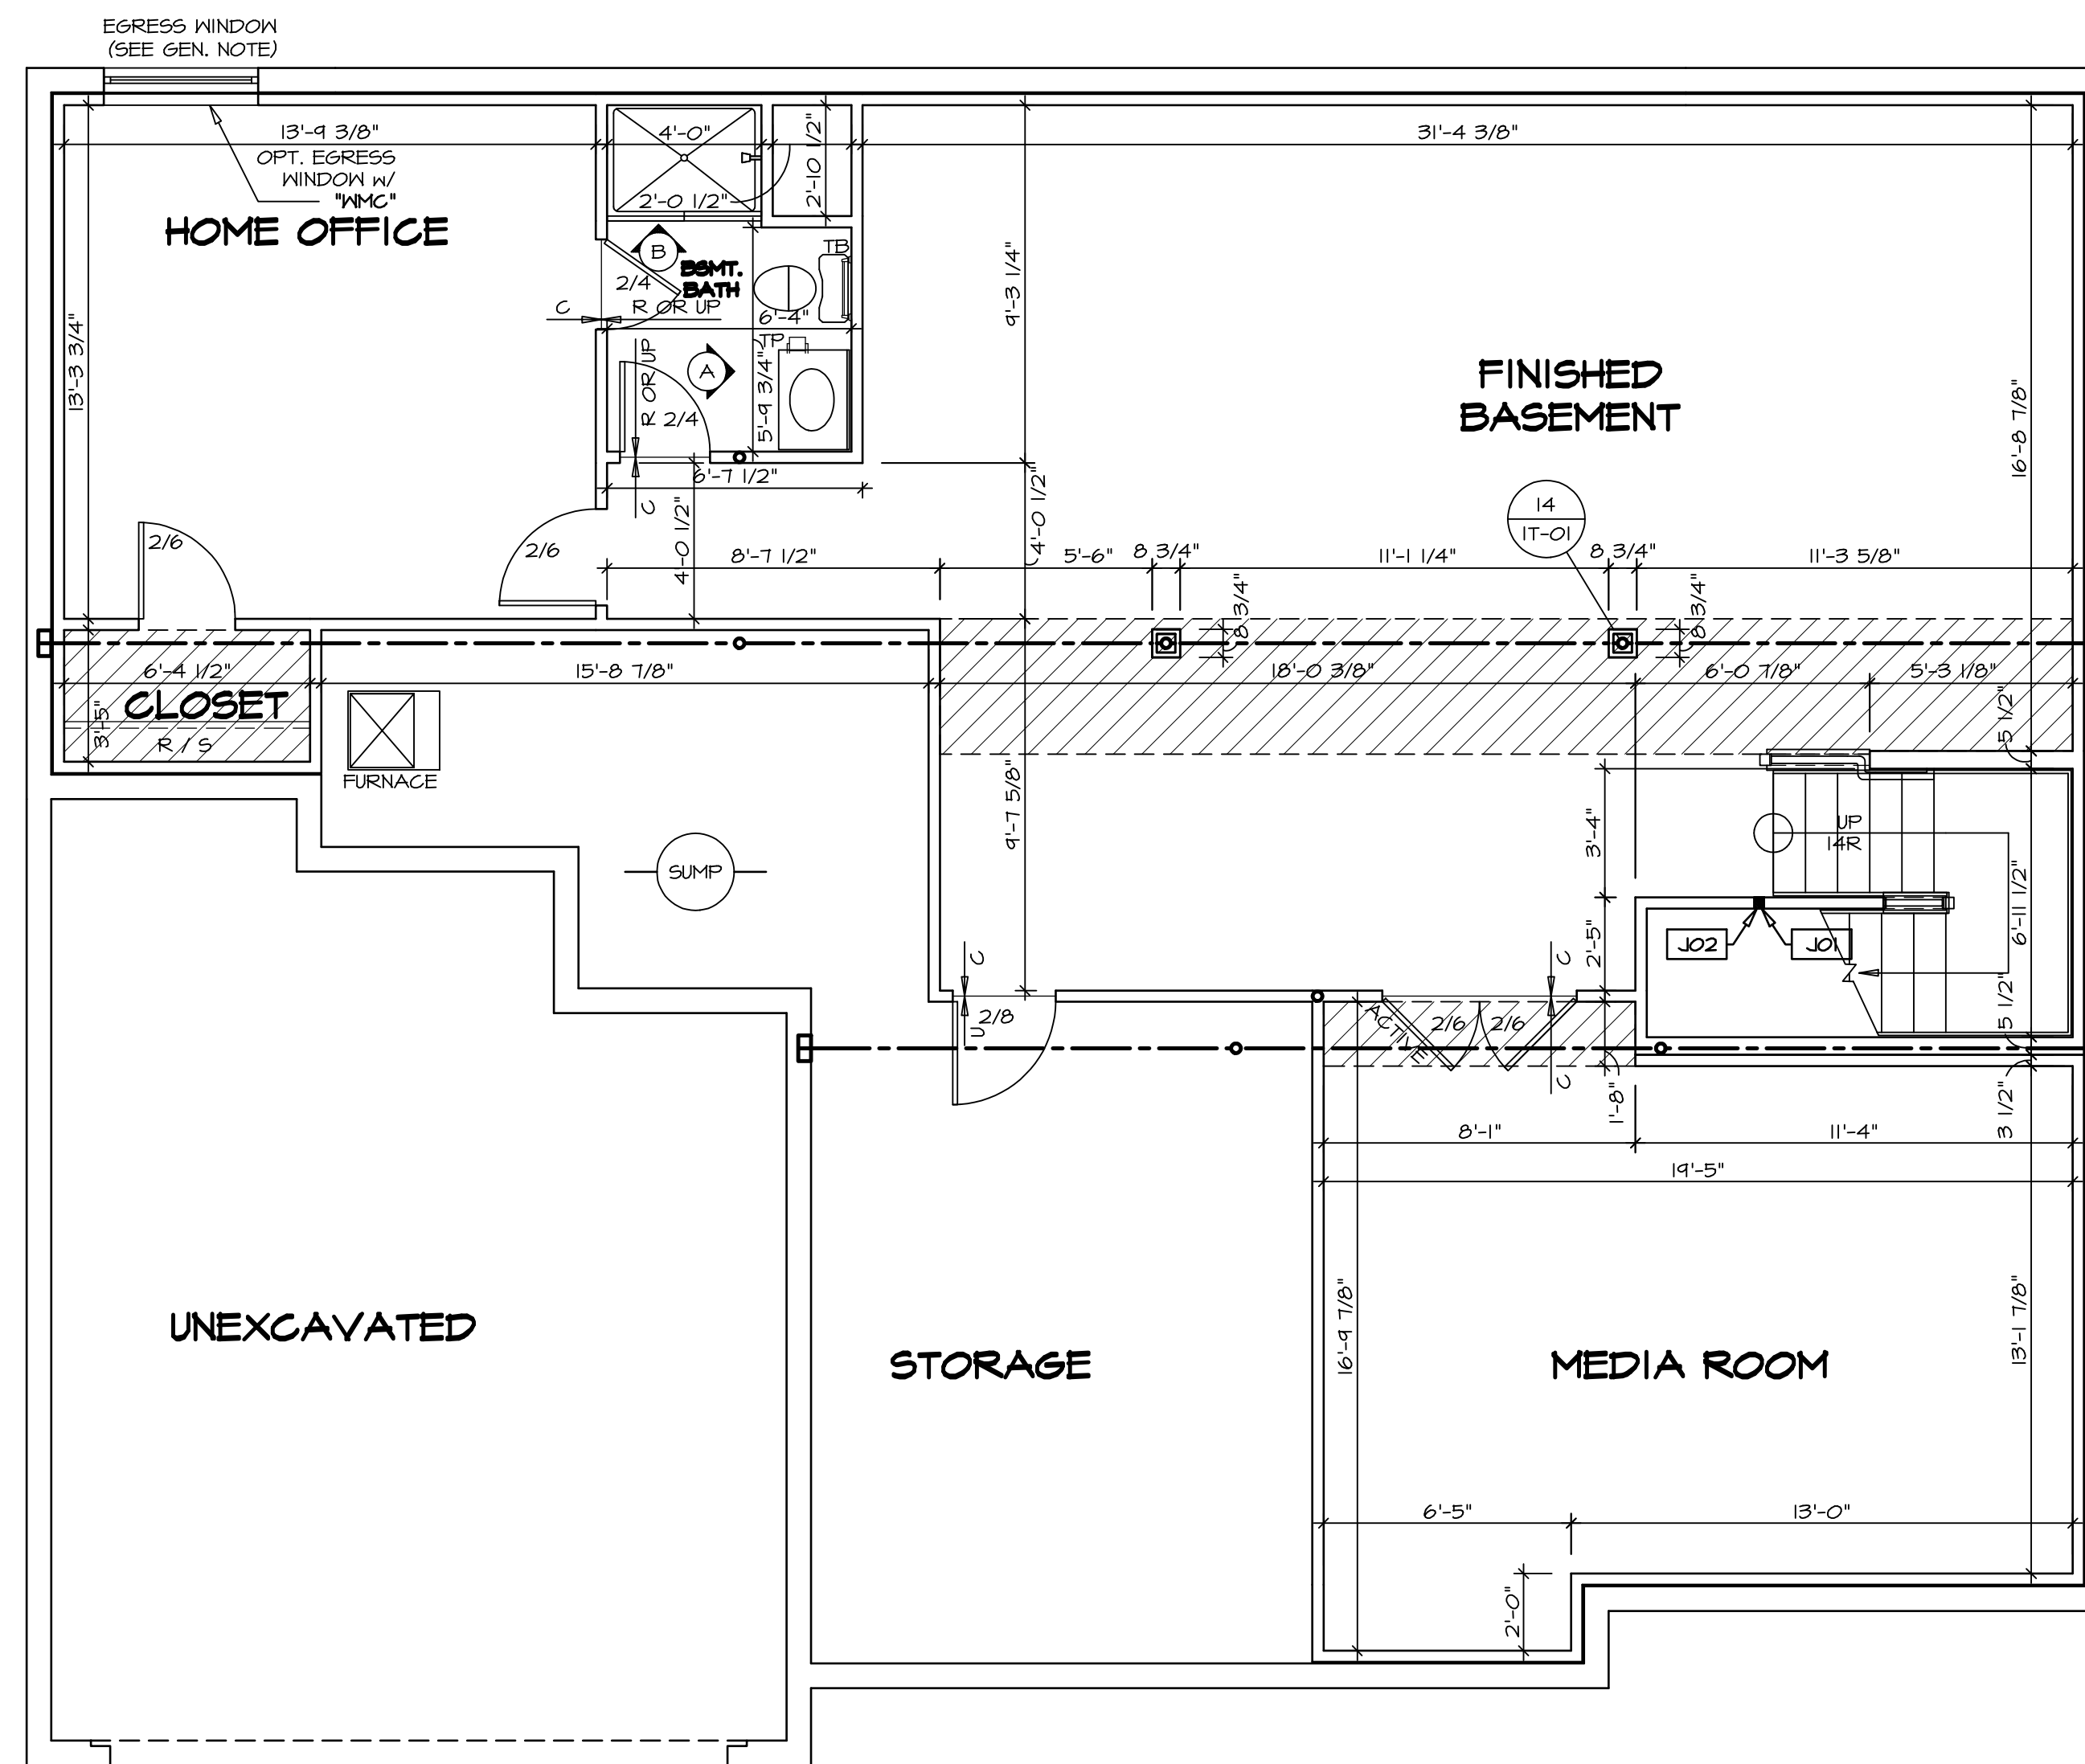 EGRESS WINDOW
(SEE GEN. NOTE)
13'-9 3/8"
4'-0"
2'-10 1/2"
31'-4 3/8"
OPT. EGRESS
WINDOW w/
"WMC"
HOME OFFICE
2'-0 1/2"
B
BSMT.
BATH
TB
2/4
C
R OR UP
6'-4"
TP
13'-3 3/4"
9'-3 1/4"
R OR UP
A
5'-9 3/4"
2/4
FINISHED
BASEMENT
16'-8 7/8"
6'-7 1/2"
C
4'-0 1/2"
4'-0 1/2"
14
1T-01
2/6
2/6
8'-7 1/2"
5'-6"
8 3/4"
11'-1 1/4"
8 3/4"
11'-3 5/8"
8 3/4"
8 3/4"
6'-4 1/2"
15'-8 7/8"
18'-0 3/8"
6'-0 7/8"
5'-3 1/8"
CLOSET
3'-5"
R / S
5 1/2"
FURNACE
9'-7 5/8"
3'-4"
UP
14R
SUMP
6'-11 1/2"
2'-5"
J02
J01
C
C
2/8
U
ACTIVE
2/6
2/6
5 1/2"
C
1'-8"
3 1/2"
8'-1"
11'-4"
19'-5"
16'-9 7/8"
13'-1 7/8"
UNEXCAVATED
STORAGE
MEDIA ROOM
6'-5"
13'-0"
2'-0"